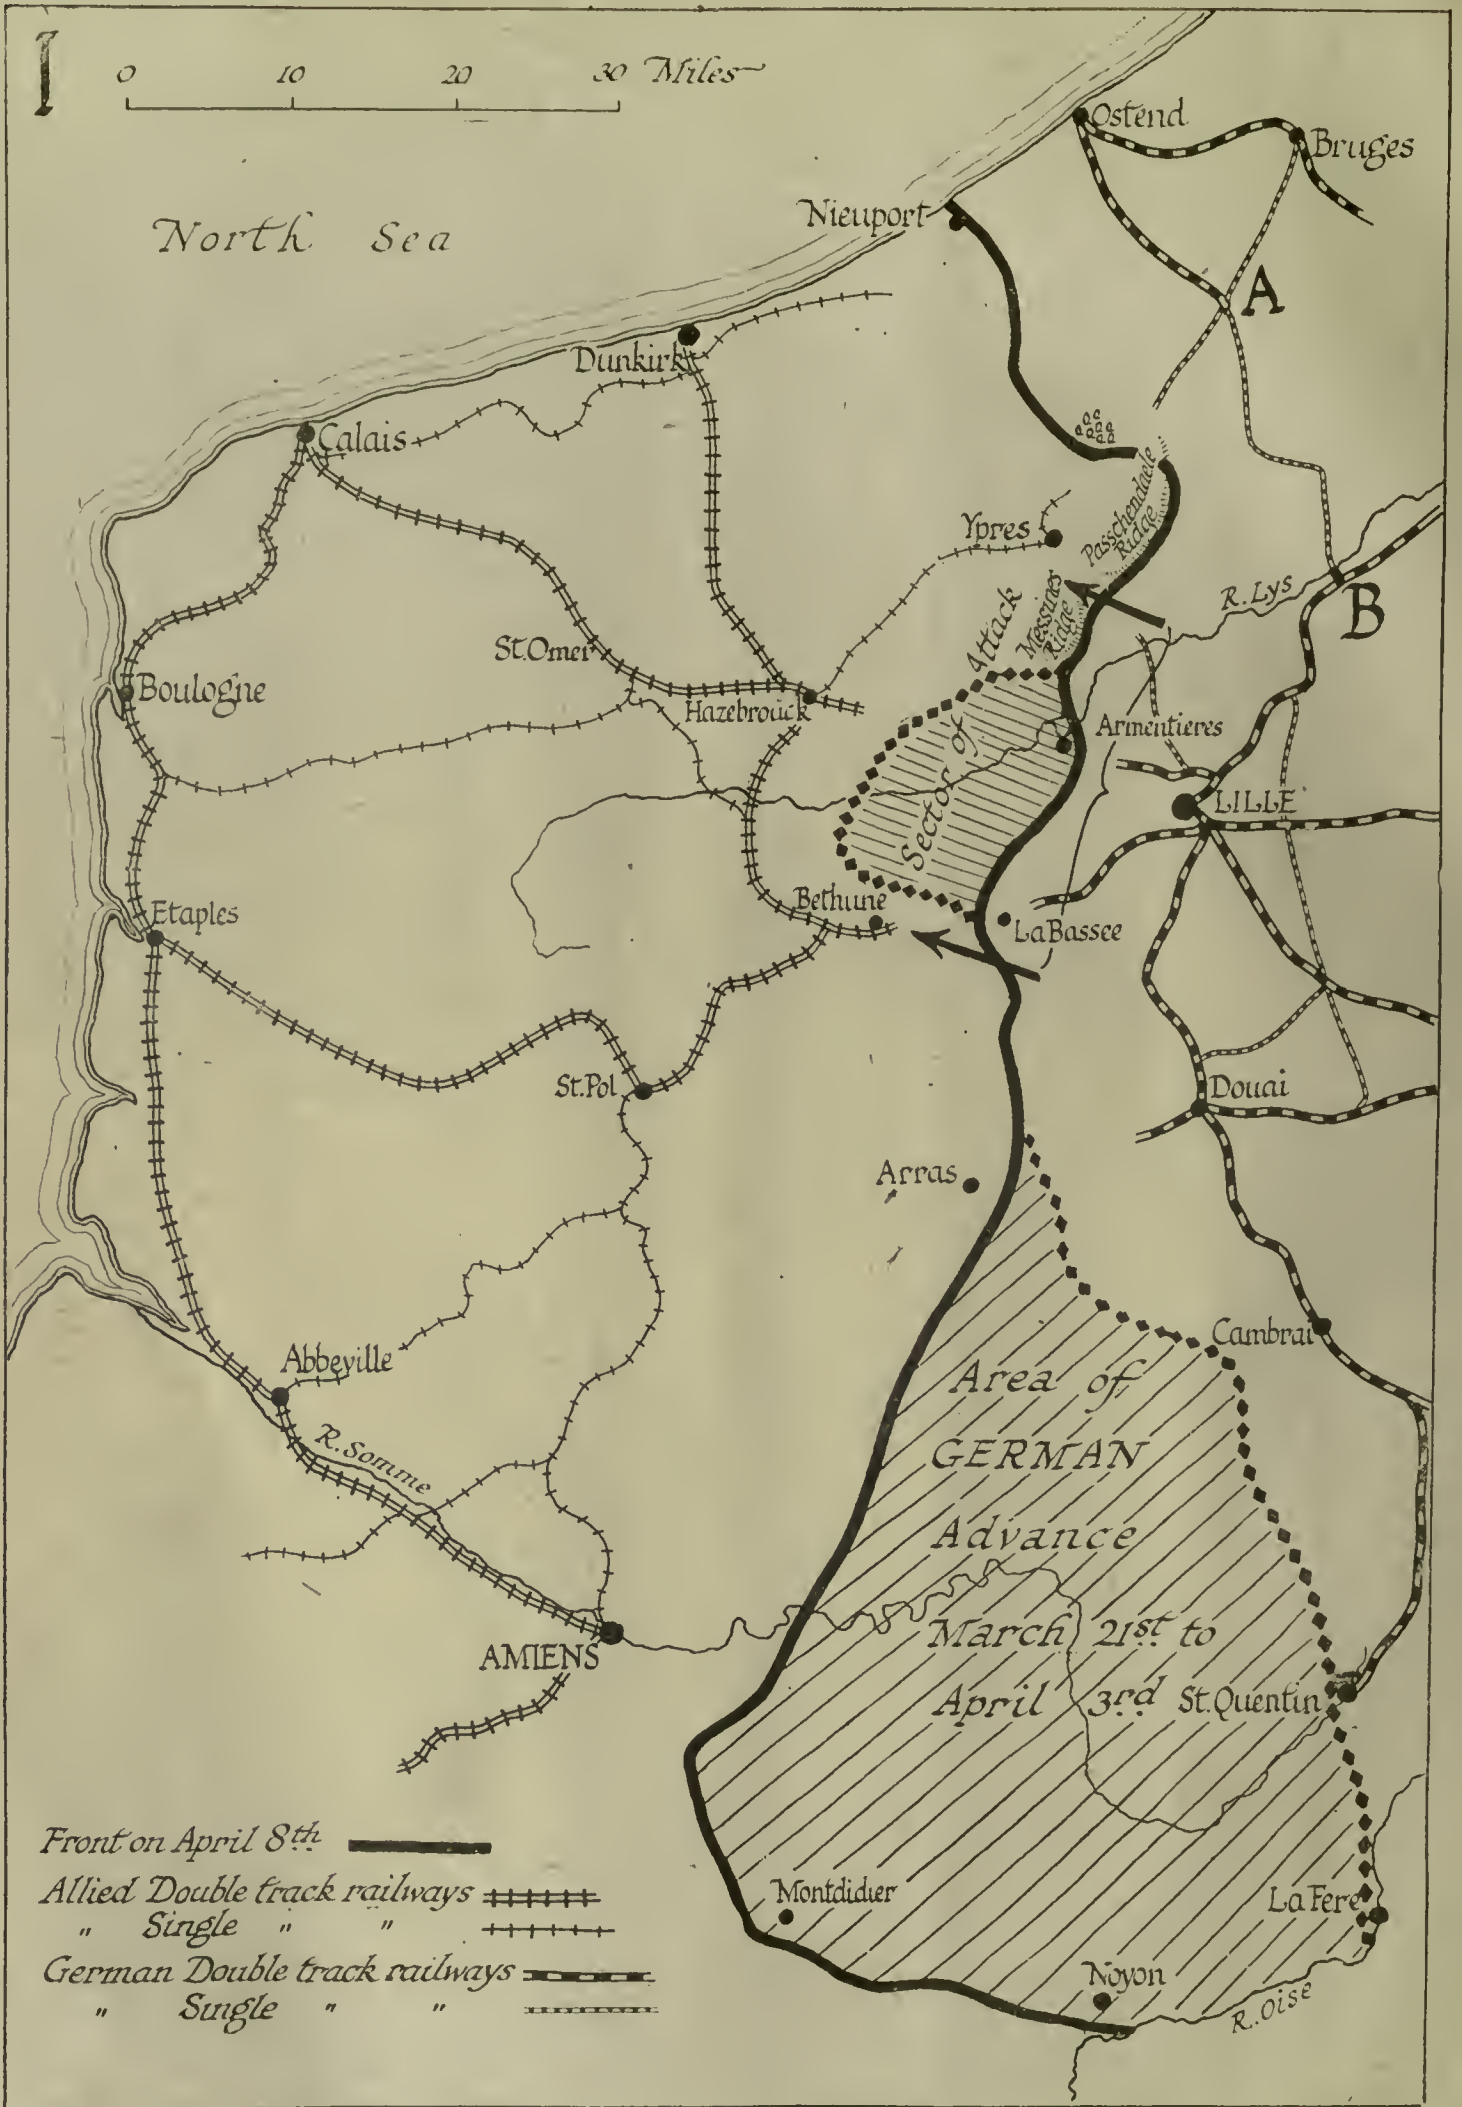 I
0 10 20 30 Miles
North Sea
Ostend
Bruges
Nieuport
A
Dunkirk
Calais
Ypres
Passchendaele
Ridge
Messines
Ridge
R. Lys
B
St. Omer
Boulogne
Hazebrouck
Sector of Attack
Armentieres
LILLE
Bethune
La Bassee
Etaples
St. Pol
Douai
Arras
Cambrai
Abbeville
R. Somme
Area of
GERMAN
Advance
March 21st to
April 3rd
St. Quentin
AMIENS
Montdidier
La Fere
Noyon
R. Oise
Front on April 8th
Allied Double track railways
" Single " "
German Double track railways
" Single " "